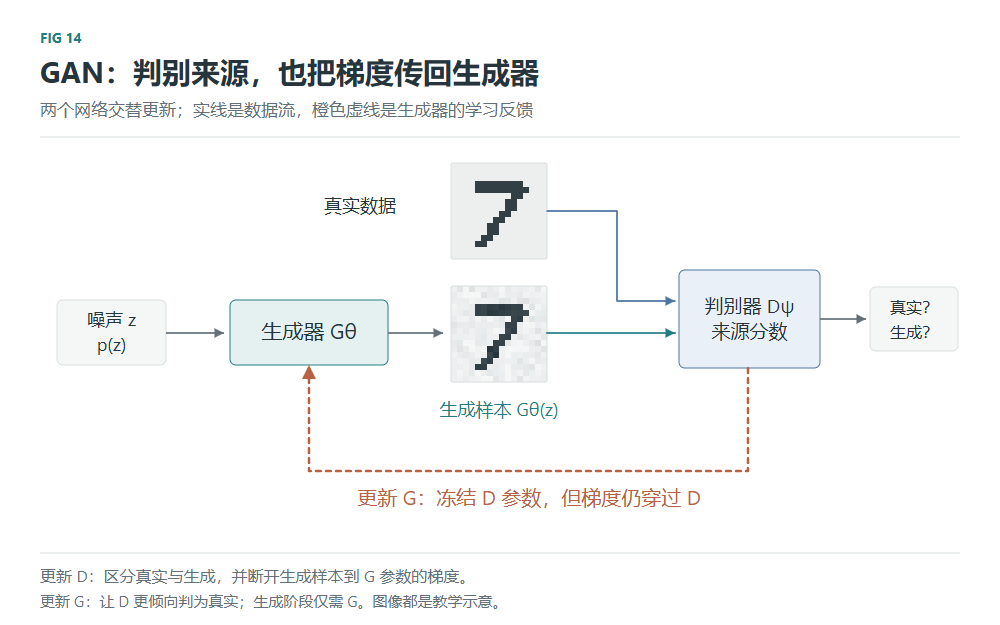 FIG 14
GAN：判别来源，也把梯度传回生成器
两个网络交替更新；实线是数据流，橙色虚线是生成器的学习反馈
真实数据
噪声 z
p(z)
生成器 Gθ
判别器 Dψ
来源分数
真实？
生成？
生成样本 Gθ(z)
更新 G：冻结 D 参数，但梯度仍穿过 D
更新 D：区分真实与生成，并断开生成样本到 G 参数的梯度。
更新 G：让 D 更倾向判为真实；生成阶段仅需 G。图像都是教学示意。